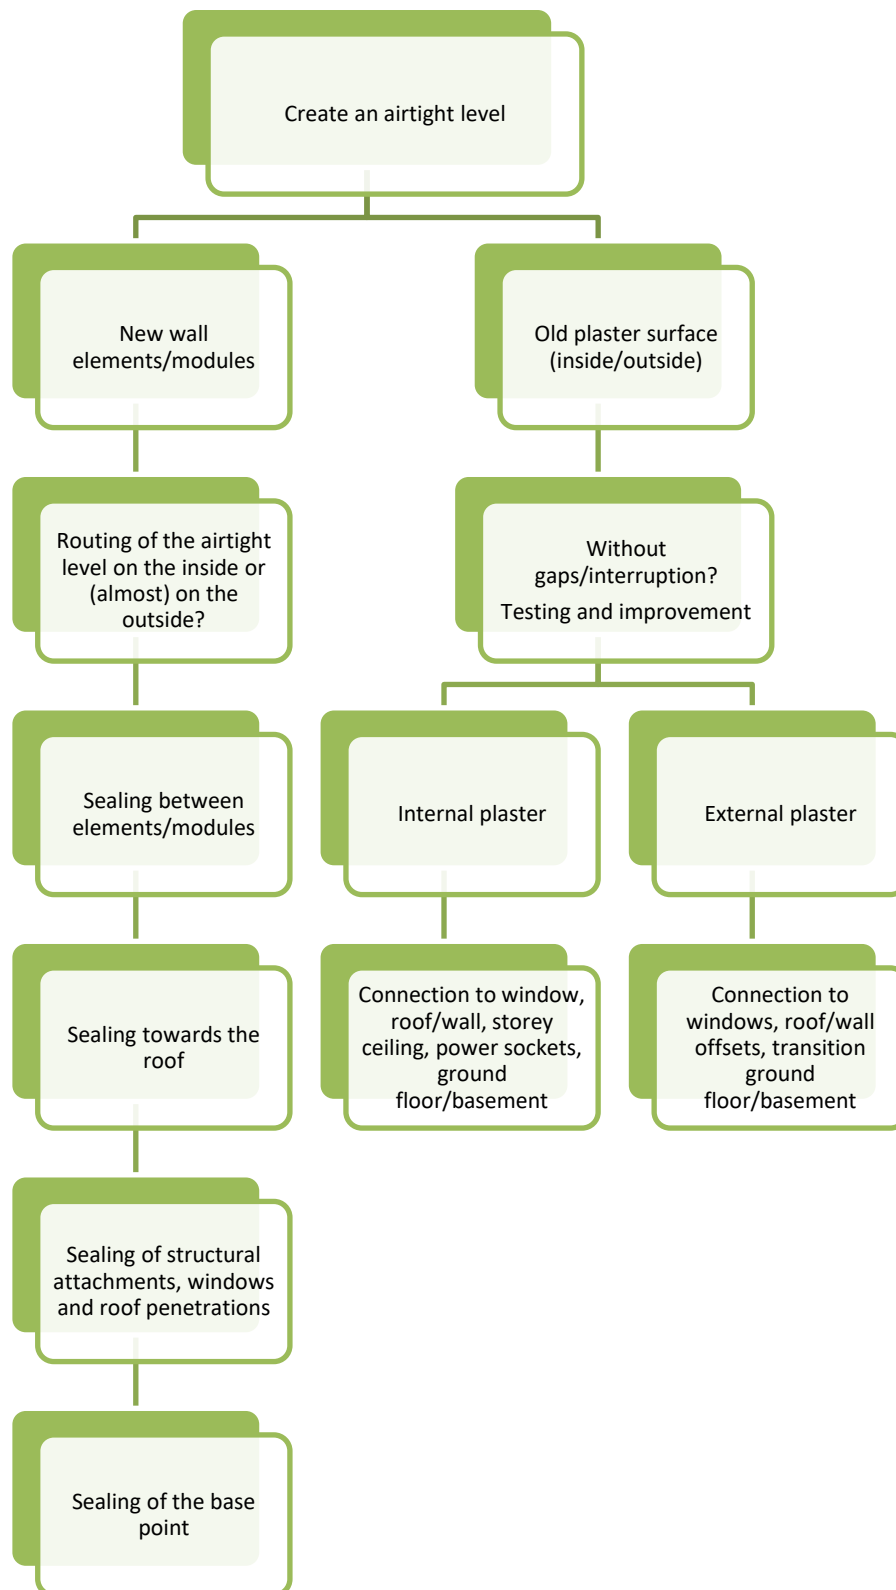 Create an airtight level
New wall
elements/modules
Old plaster surface
(inside/outside)
Routing of the airtight
level on the inside or
(almost) on the
outside?
Without
gaps/interruption?
Testing and improvement
Sealing between
elements/modules
Internal plaster
External plaster
Sealing towards the
roof
Connection to window,
roof/wall, storey
ceiling, power sockets,
ground
floor/basement
Connection to
windows, roof/wall
offsets, transition
ground
floor/basement
Sealing of structural
attachments, windows
and roof penetrations
Sealing of the base
point